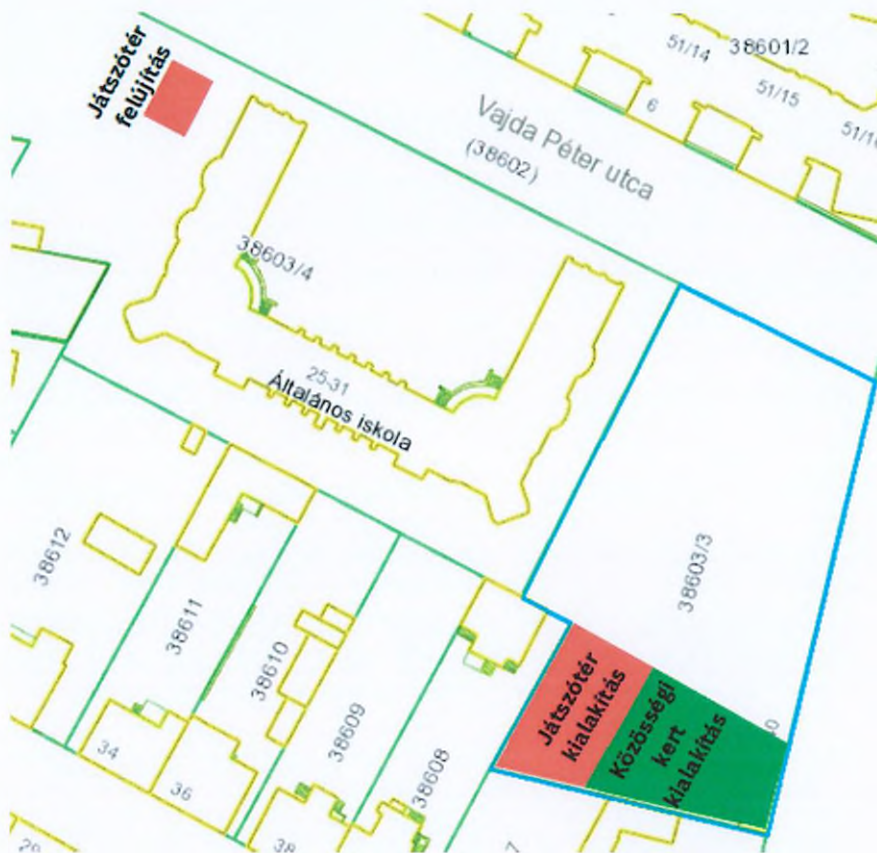 Játszótér
felújítás
51/14
38601/2
51/15
6
Vajda Péter utca
(38602)
38603/4
25-31
Általános iskola
38603/3
38612
38611
38610
38609
38608
Játszótér
kialakítás
Közösségi
kert
kialakítás
34
36
38
29